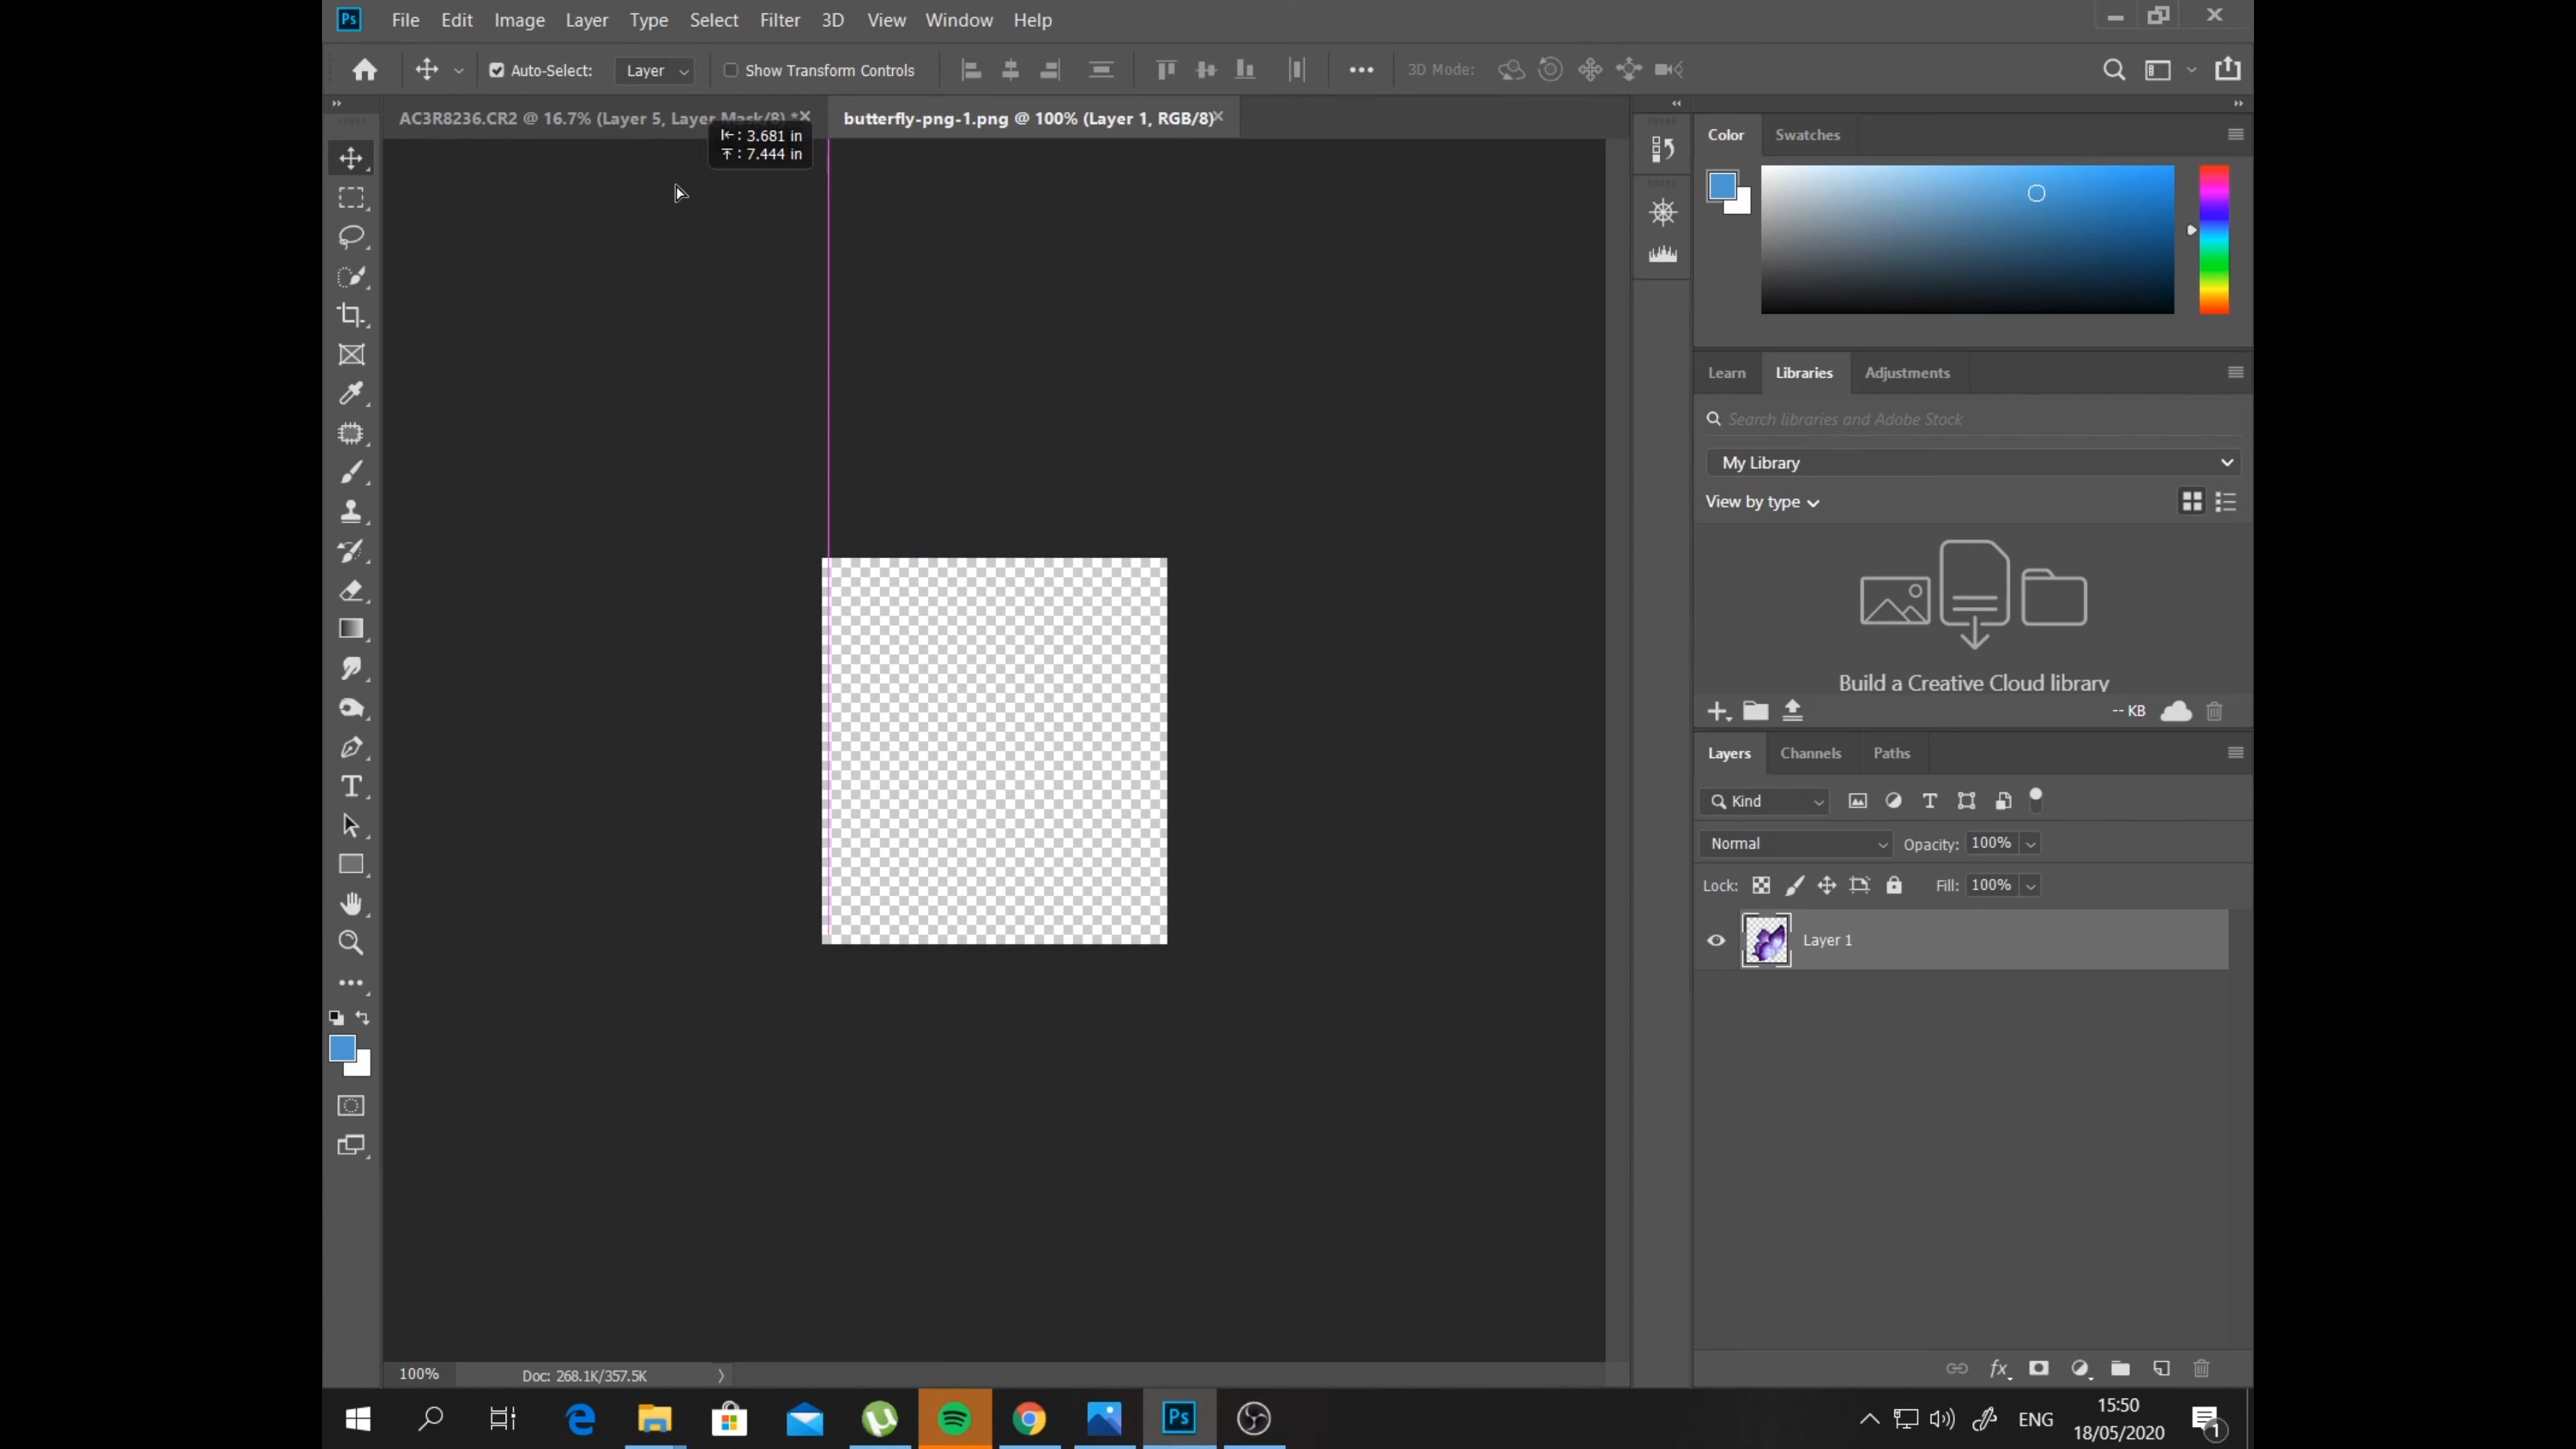 Ps File Edit Image Layer Type Select Filter 3D View Window Help
Auto-Select: Layer Show Transform Controls 3D Mode:
AC3R8236.CR2 @ 16.7% (Layer 5, Layer Mask/8) * butterfly-png-1.png @ 100% (Layer 1, RGB/8)
: 3.681 in
: 7.444 in
Color Swatches
Learn Libraries Adjustments
Search libraries and Adobe Stock
My Library
View by type
Build a Creative Cloud library
-- KB
Layers Channels Paths
Kind
Normal Opacity: 100%
Lock: Fill: 100%
Layer 1
fx
100% Doc: 268.1K/357.5K
Ps
ENG
15:50
18/05/2020
1